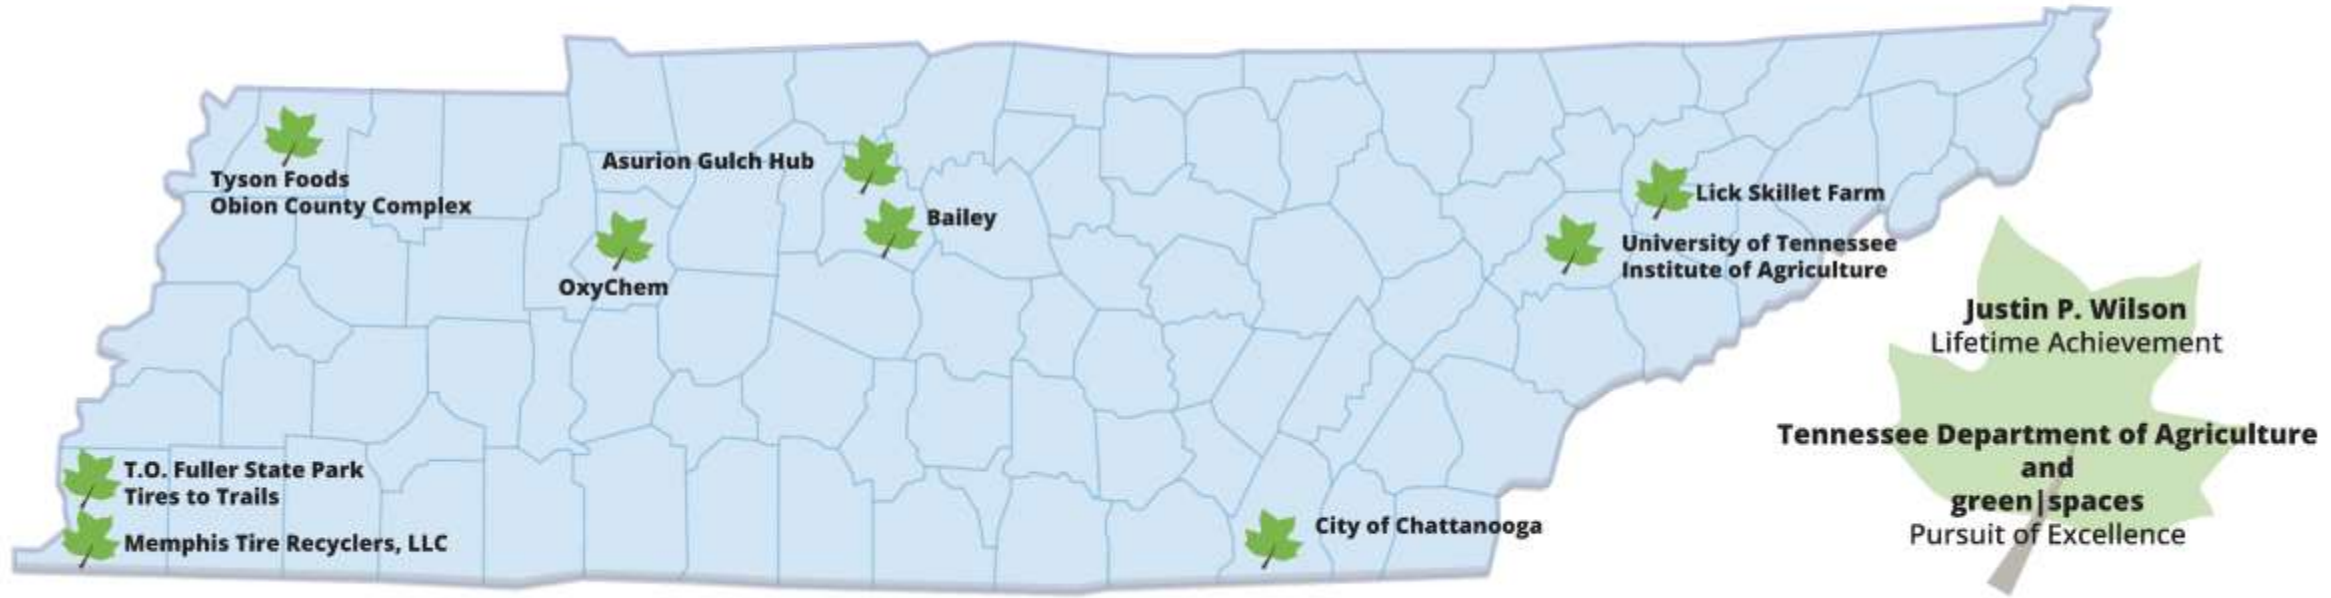 Asurion Gulch Hub
Tyson Foods
Obion County Complex
Bailey
OxyChem
Lick Skillet Farm
University of Tennessee
Institute of Agriculture
T.O. Fuller State Park
Tires to Trails
Memphis Tire Recyclers, LLC
City of Chattanooga
Justin P. Wilson
Lifetime Achievement
Tennessee Department of Agriculture
and
green|spaces
Pursuit of Excellence